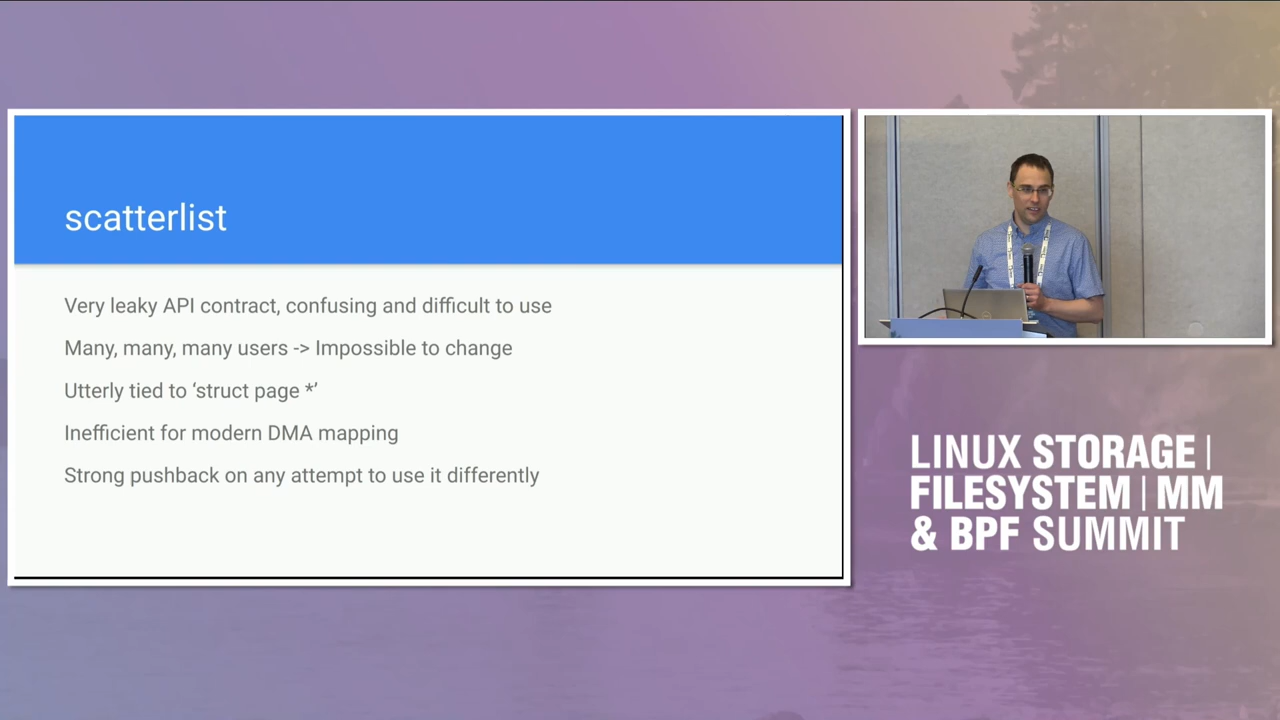 scatterlist
Very leaky API contract, confusing and difficult to use
Many, many, many users -> Impossible to change
Utterly tied to ‘struct page *’
Inefficient for modern DMA mapping
Strong pushback on any attempt to use it differently
LINUX STORAGE |
FILESYSTEM | MM
& BPF SUMMIT